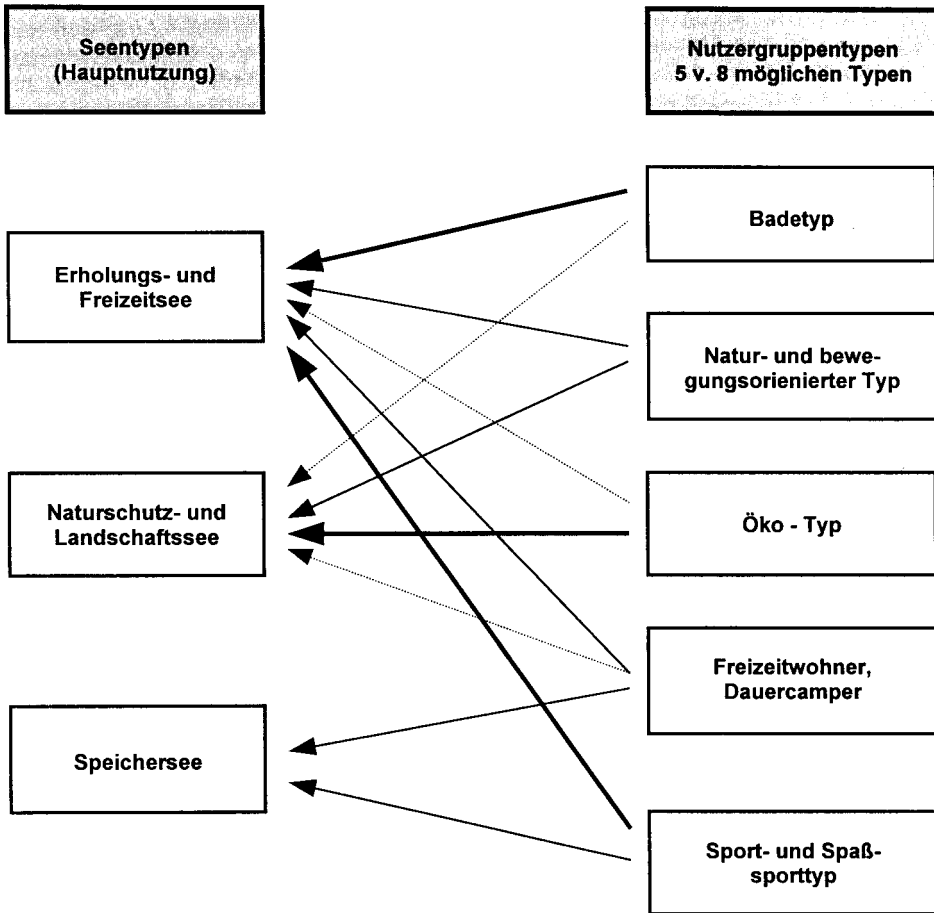 Seentypen
(Hauptnutzung)
Nutzergruppentypen
5 v. 8 möglichen Typen
Badetyp
Erholungs- und
Freizeitsee
Natur- und bewe-
gungsorienierter Typ
Naturschutz- und
Landschaftssee
Öko - Typ
Freizeitwohner,
Dauercamper
Speichersee
Sport- und Spaß-
sporttyp